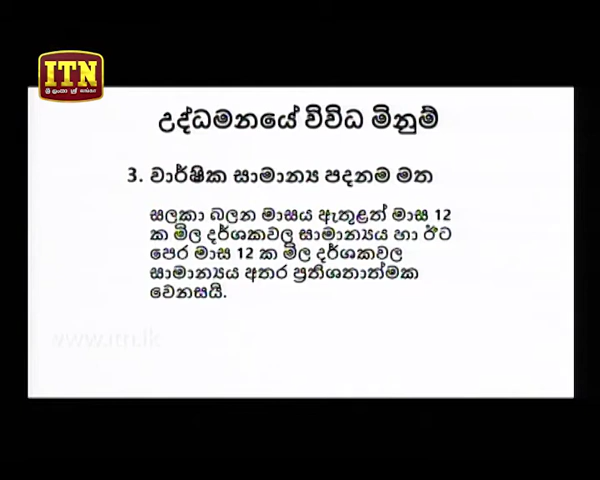 ITN
ශ්‍රී ලංකා ஸ்ரீ லங்கா
උද්ධමනයේ විවිධ මිනුම්
3. වාර්ෂික සාමාන්‍ය පදනම මත
සලකා බලන මාසය ඇතුළත් මාස 12
ක මිල දර්ශකවල සාමාන්‍යය හා ඊට
පෙර මාස 12 ක මිල දර්ශකවල
සාමාන්‍යය අතර ප්‍රතිශතාත්මක
වෙනසයි.
www.itn.lk